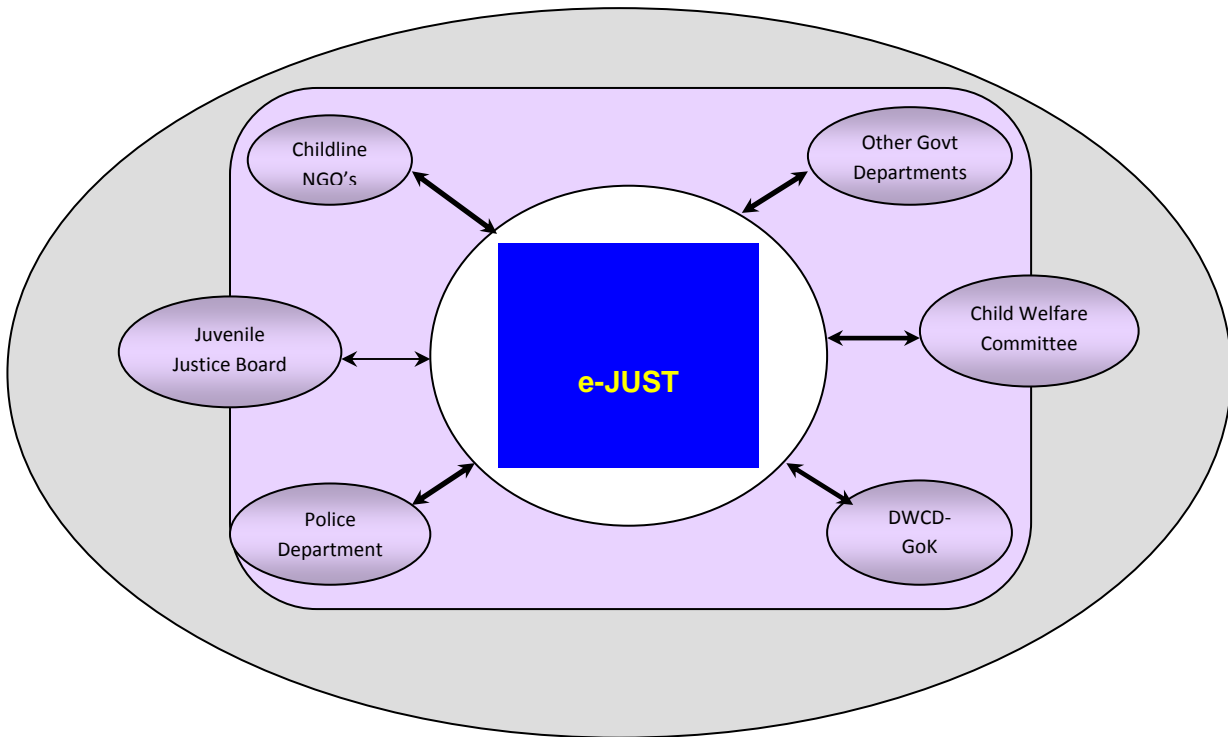 Childline
NGO's
Other Govt
Departments
Juvenile
Justice Board
e-JUST
Child Welfare
Committee
Police
Department
DWCD-
GoK